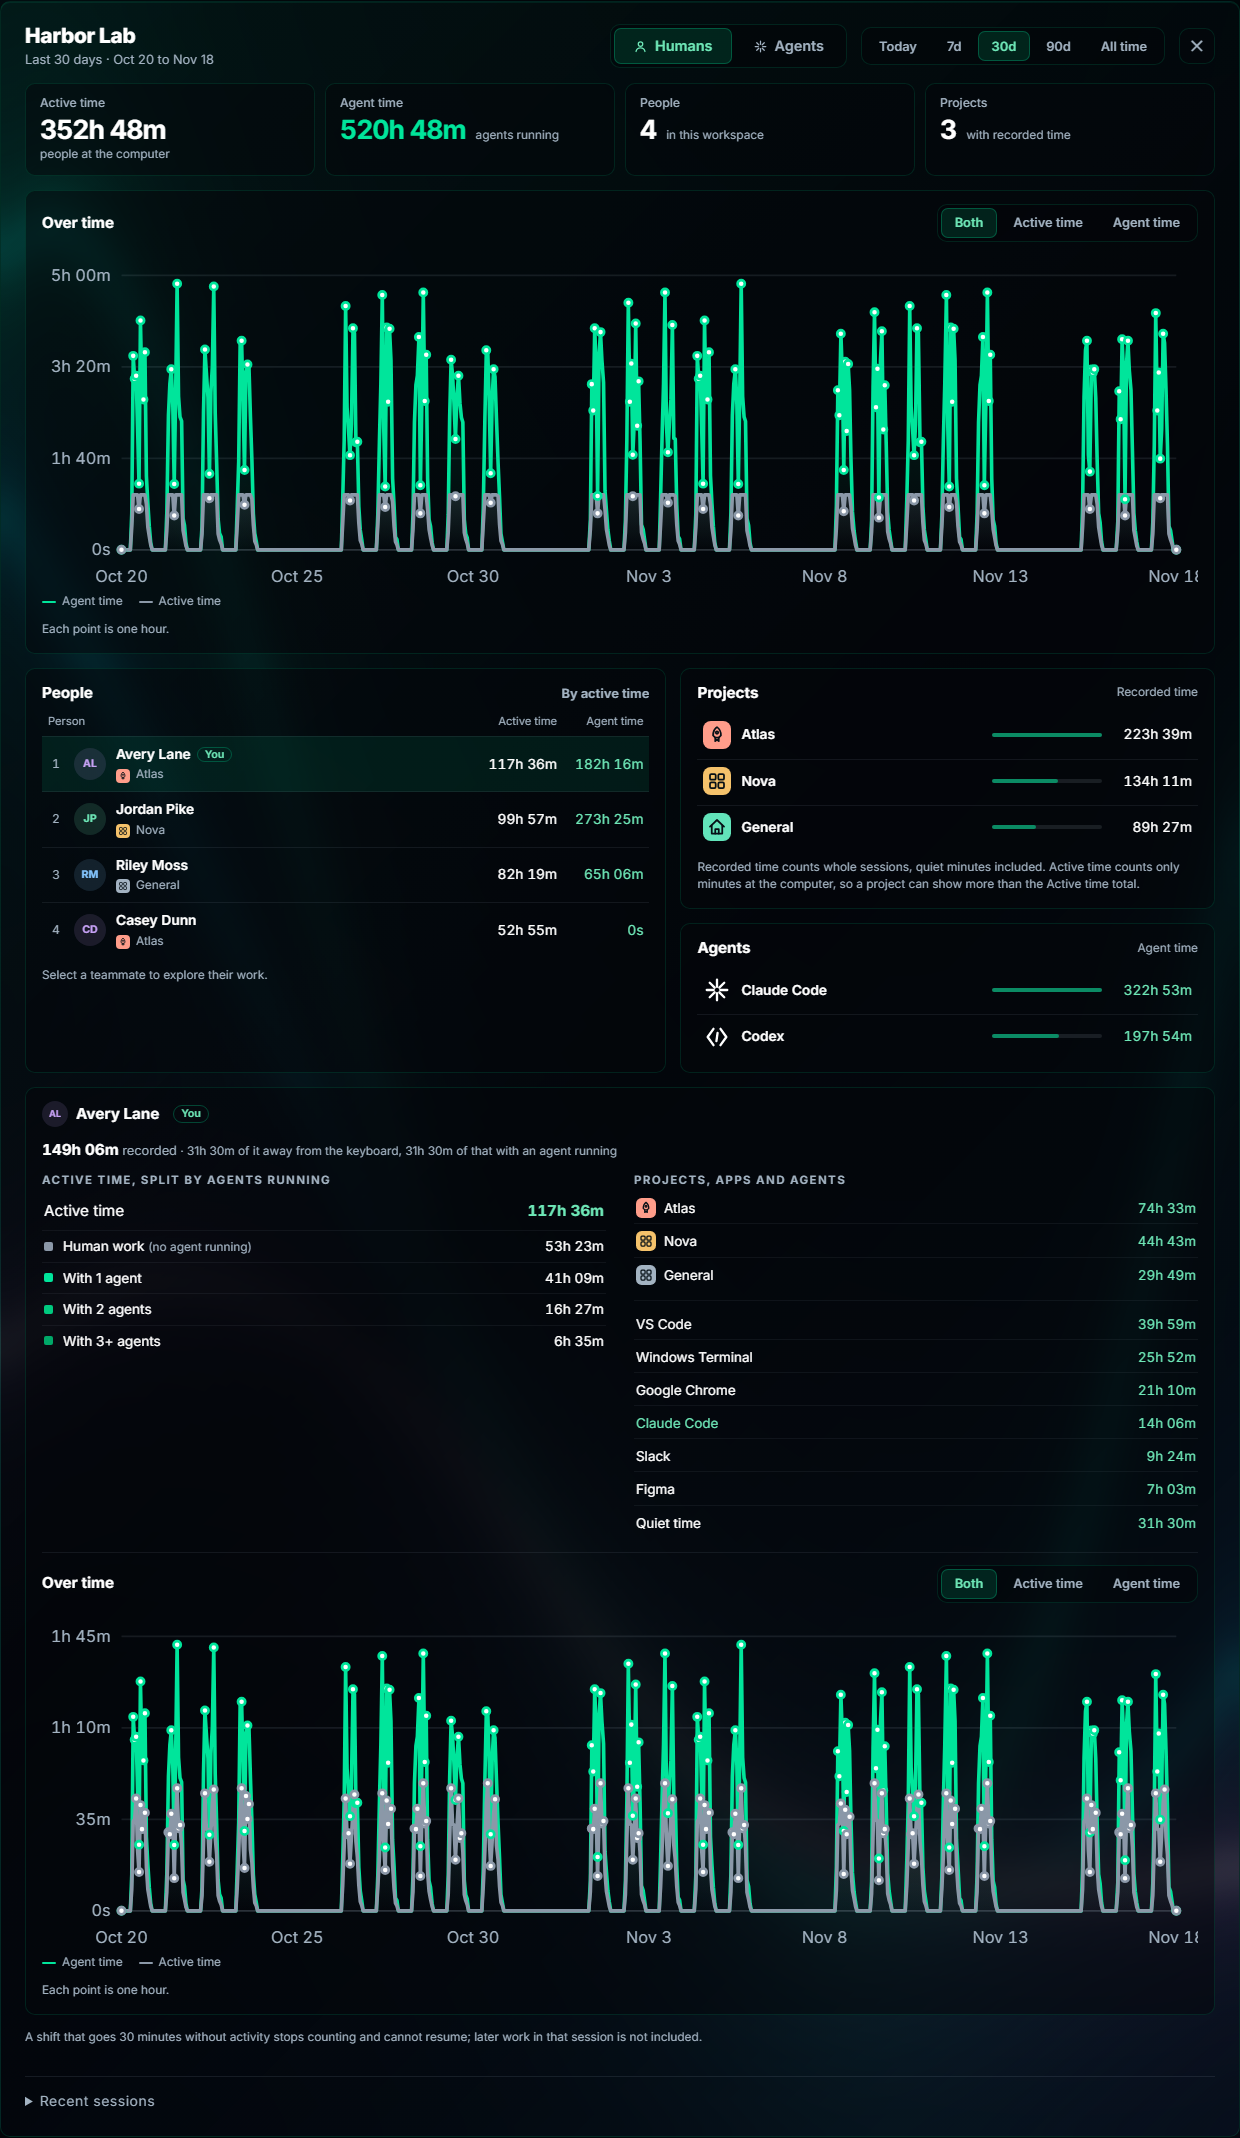 Harbor Lab
Last 30 days · Oct 20 to Nov 18
Humans
Agents
Today
7d
30d
90d
All time
Active time
352h 48m
people at the computer
Agent time
520h 48m agents running
People
4 in this workspace
Projects
3 with recorded time
Over time
Both
Active time
Agent time
5h 00m
3h 20m
1h 40m
0s
Oct 20
Oct 25
Oct 30
Nov 3
Nov 8
Nov 13
Nov 18
Agent time
Active time
Each point is one hour.
People
By active time
Person
Active time
Agent time
1
AL
Avery Lane
You
Atlas
117h 36m
182h 16m
2
JP
Jordan Pike
Nova
99h 57m
273h 25m
3
RM
Riley Moss
General
82h 19m
65h 06m
4
CD
Casey Dunn
Atlas
52h 55m
0s
Select a teammate to explore their work.
Projects
Recorded time
Atlas
223h 39m
Nova
134h 11m
General
89h 27m
Recorded time counts whole sessions, quiet minutes included. Active time counts only
minutes at the computer, so a project can show more than the Active time total.
Agents
Agent time
Claude Code
322h 53m
Codex
197h 54m
AL
Avery Lane
You
149h 06m recorded · 31h 30m of it away from the keyboard, 31h 30m of that with an agent running
ACTIVE TIME, SPLIT BY AGENTS RUNNING
Active time
117h 36m
Human work (no agent running)
53h 23m
With 1 agent
41h 09m
With 2 agents
16h 27m
With 3+ agents
6h 35m
PROJECTS, APPS AND AGENTS
Atlas
74h 33m
Nova
44h 43m
General
29h 49m
VS Code
39h 59m
Windows Terminal
25h 52m
Google Chrome
21h 10m
Claude Code
14h 06m
Slack
9h 24m
Figma
7h 03m
Quiet time
31h 30m
Over time
Both
Active time
Agent time
1h 45m
1h 10m
35m
0s
Oct 20
Oct 25
Oct 30
Nov 3
Nov 8
Nov 13
Nov 18
Agent time
Active time
Each point is one hour.
A shift that goes 30 minutes without activity stops counting and cannot resume; later work in that session is not included.
Recent sessions